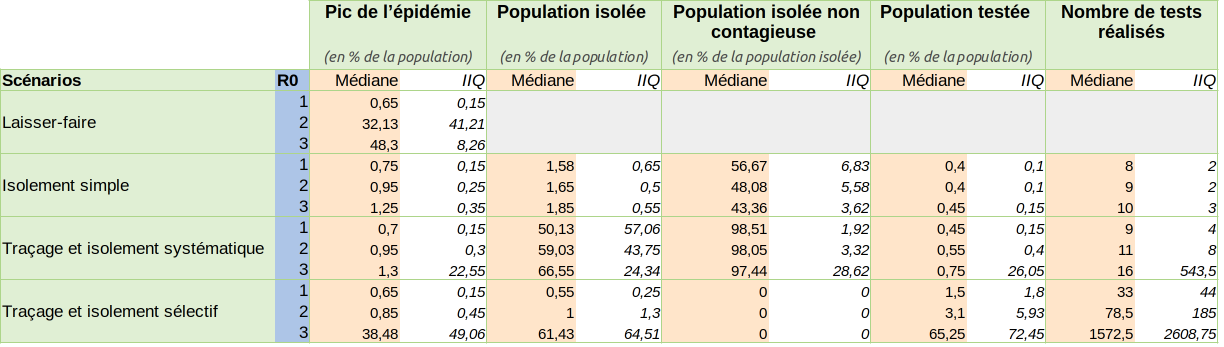 Pic de l’épidémie Population isolée Population isolée non contagieuse Population testée Nombre de tests réalisés
(en % de la population) (en % de la population) (en % de la population isolée) (en % de la population)
Scénarios R0 Médiane IIQ Médiane IIQ Médiane IIQ Médiane IIQ Médiane IIQ
Laisser-faire
1 0,65 0,15
2 32,13 41,21
3 48,3 8,26
Isolement simple
1 0,75 0,15 1,58 0,65 56,67 6,83 0,4 0,1 8 2
2 0,95 0,25 1,65 0,5 48,08 5,58 0,4 0,1 9 2
3 1,25 0,35 1,85 0,55 43,36 3,62 0,45 0,15 10 3
Traçage et isolement systématique
1 0,7 0,15 50,13 57,06 98,51 1,92 0,45 0,15 9 4
2 0,95 0,3 59,03 43,75 98,05 3,32 0,55 0,4 11 8
3 1,3 22,55 66,55 24,34 97,44 28,62 0,75 26,05 16 543,5
Traçage et isolement sélectif
1 0,65 0,15 0,55 0,25 0 0 1,5 1,8 33 44
2 0,85 0,45 1 1,3 0 0 3,1 5,93 78,5 185
3 38,48 49,06 61,43 64,51 0 0 65,25 72,45 1572,5 2608,75